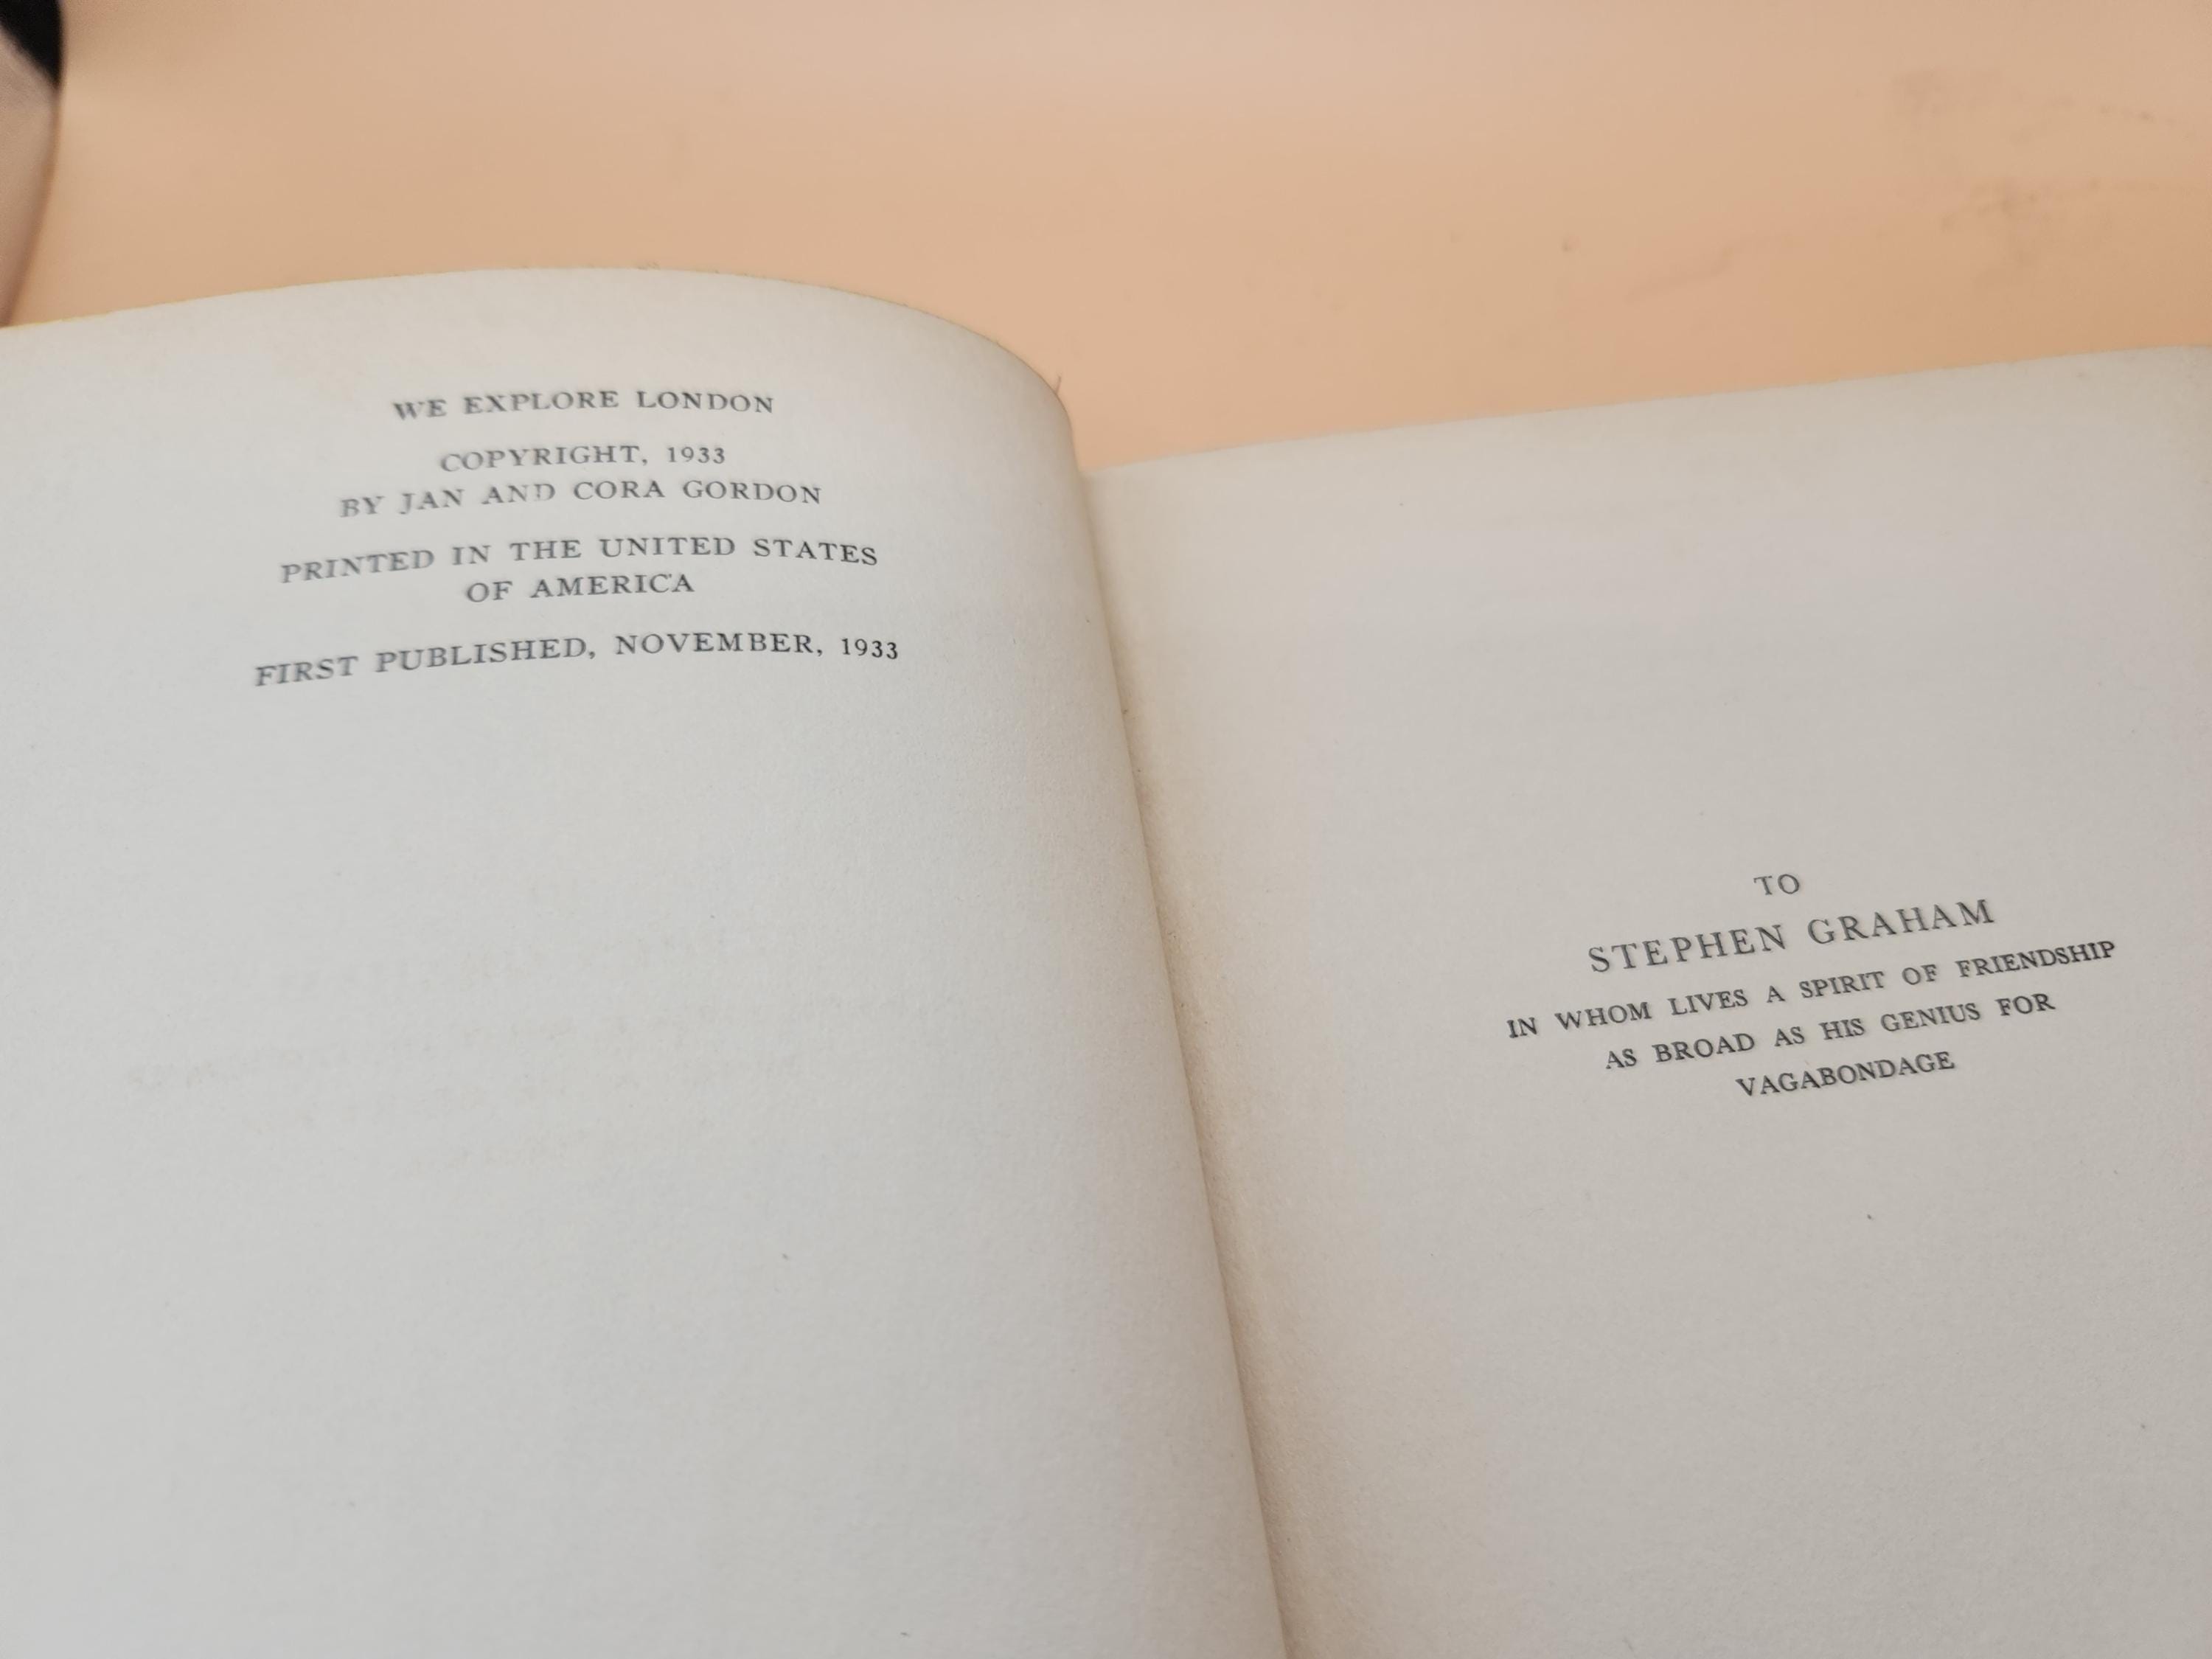 WE EXPLORE LONDON
COPYRIGHT, 1933
BY JAN AND CORA GORDON
PRINTED IN THE UNITED STATES
OF AMERICA
FIRST PUBLISHED, NOVEMBER, 1933
TO
STEPHEN GRAHAM
IN WHOM LIVES A SPIRIT OF FRIENDSHIP
AS BROAD AS HIS GENIUS FOR
VAGABONDAGE